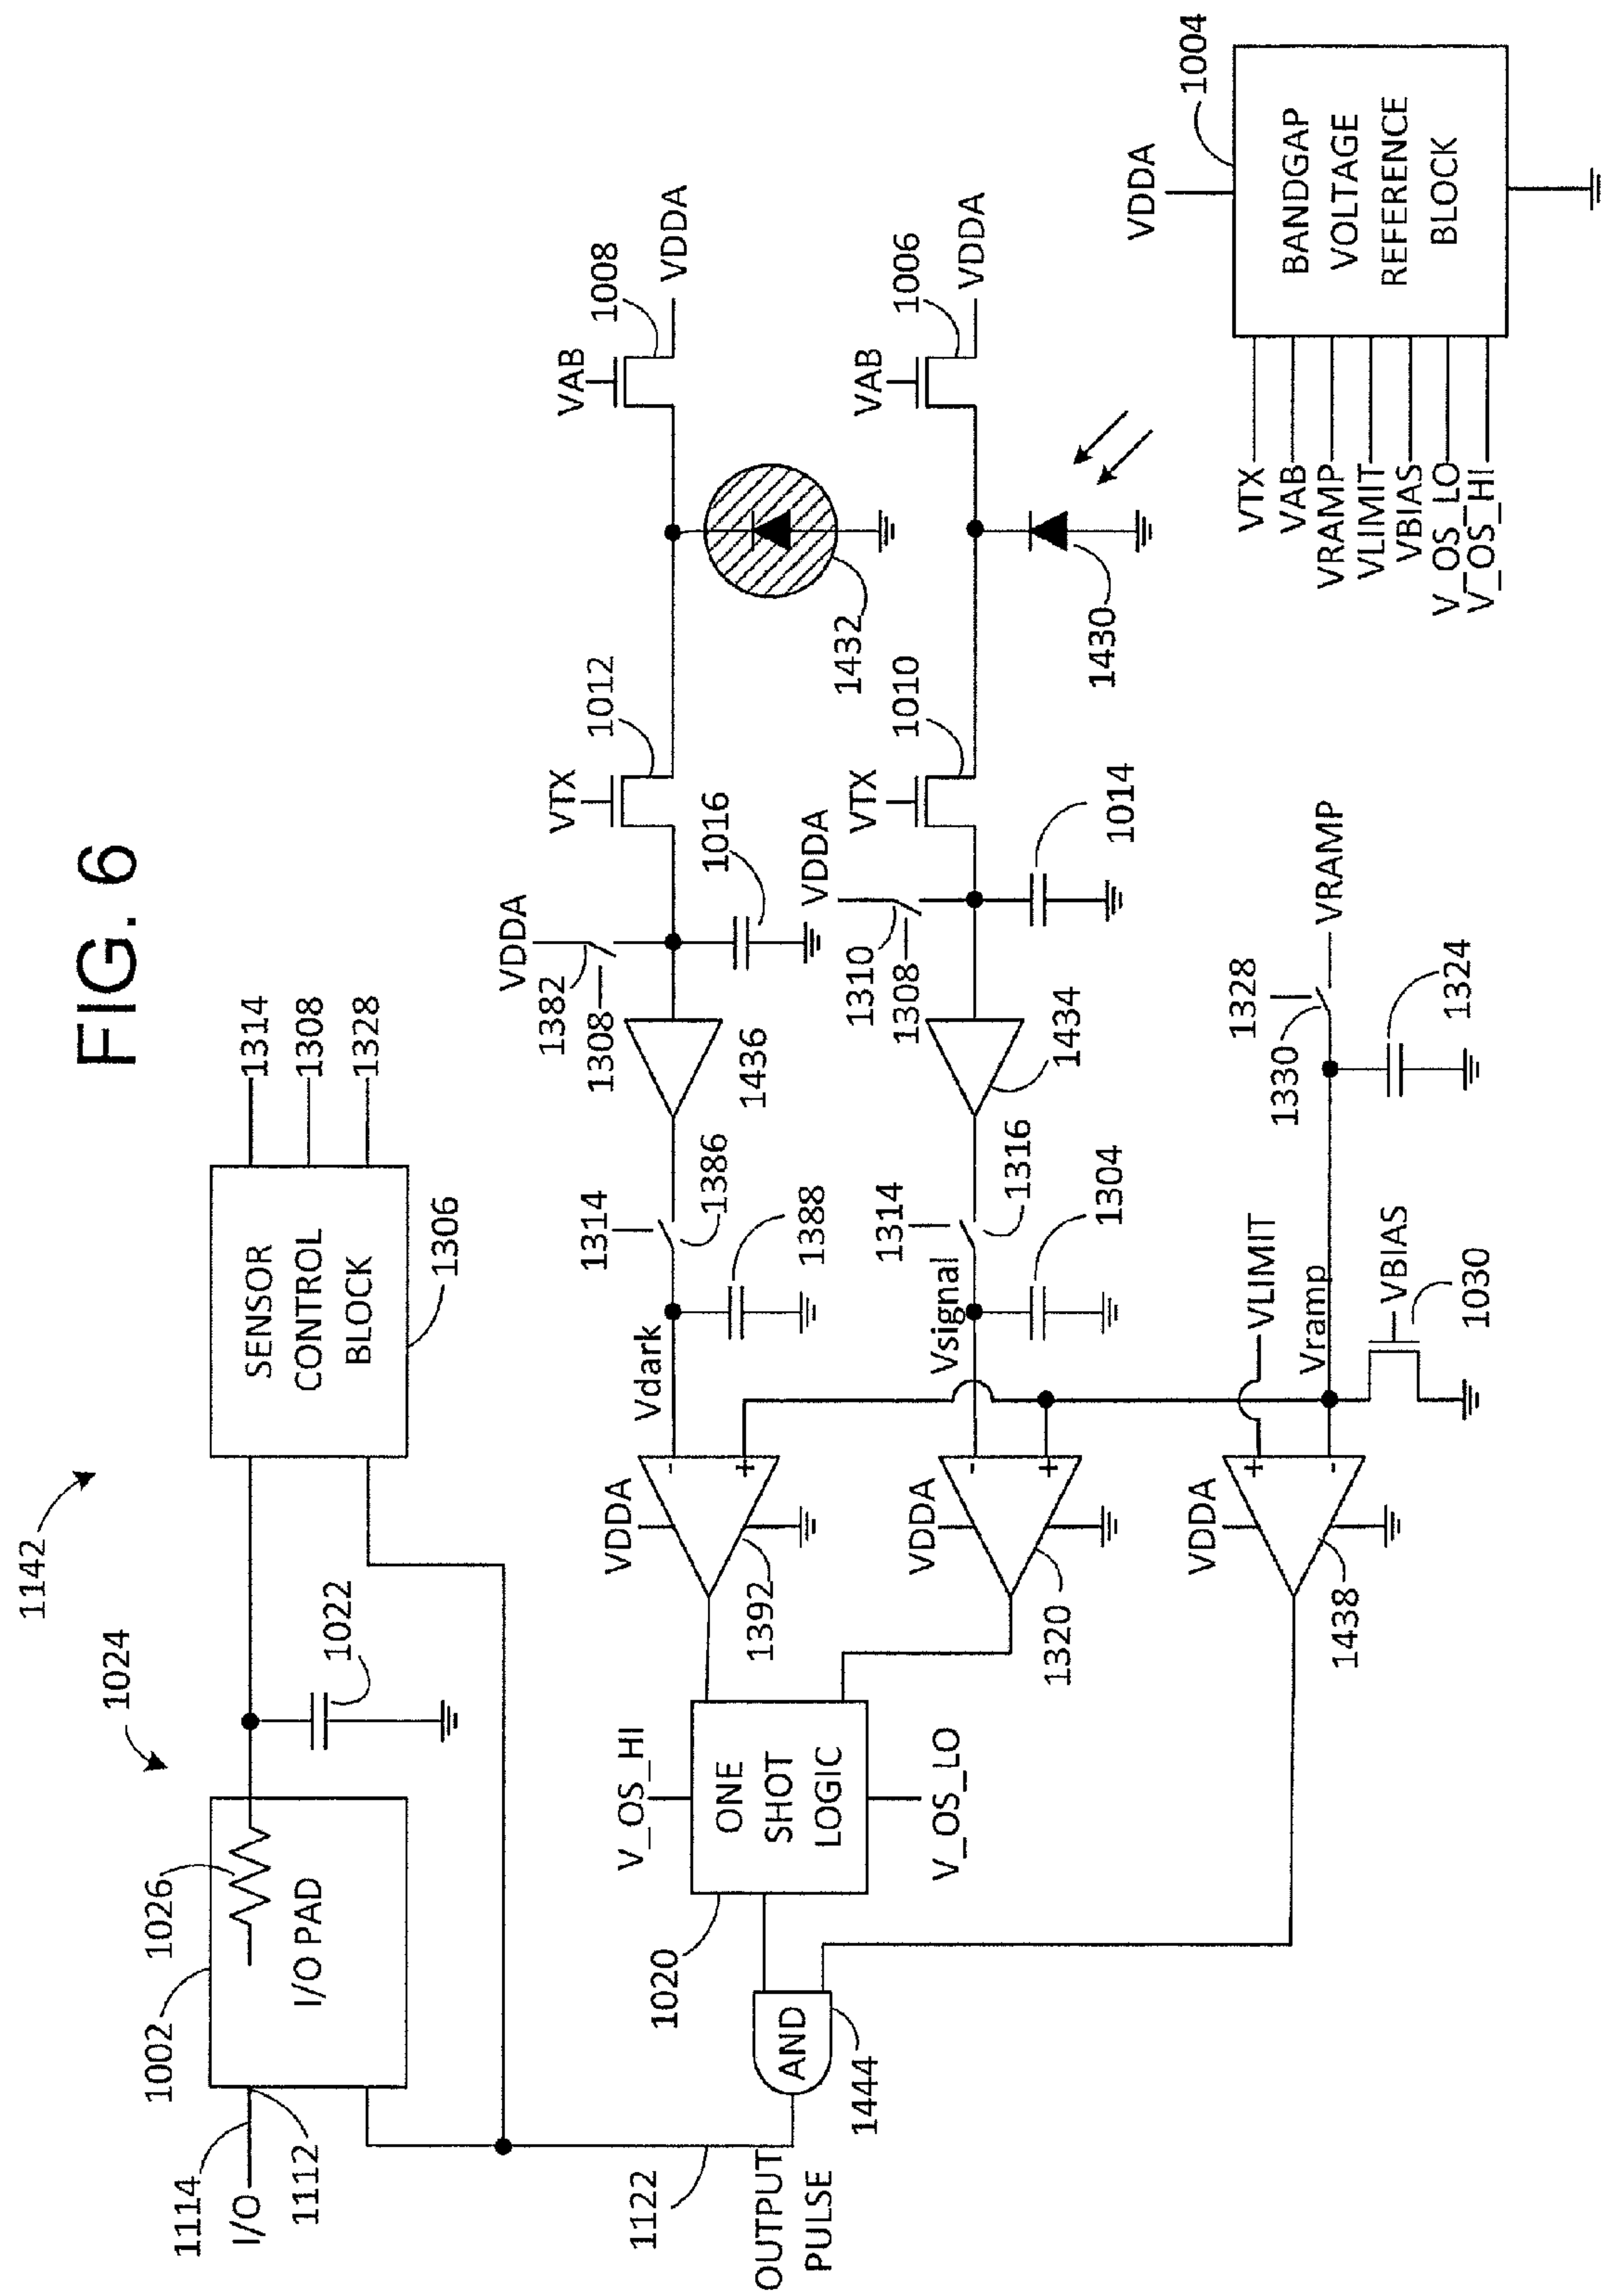 FIG. 6
1142
1024
1002
1026
I/O PAD
1114
I/O
1112
1022
SENSOR
CONTROL
BLOCK
1306
1314
1308
1328
1122
OUTPUT
PULSE
AND
1444
1020
ONE
SHOT
LOGIC
V_OS_HI
V_OS_LO
VDDA
1392
Vdark
1314
1386
1388
1436
VDDA
1382
1308
1016
VTX
1012
1432
VAB
1008
VDDA
VDDA
1320
Vsignal
1314
1316
1304
1434
VDDA
1310
1308
1014
VTX
1010
1430
VAB
1006
VDDA
VDDA
1438
VLIMIT
Vramp
VBIAS
1030
1328
1330
1324
VRAMP
VDDA
1004
BANDGAP
VOLTAGE
REFERENCE
BLOCK
VTX
VAB
VRAMP
VLIMIT
VBIAS
V_OS_LO
V_OS_HI
-
+
-
+
+
-